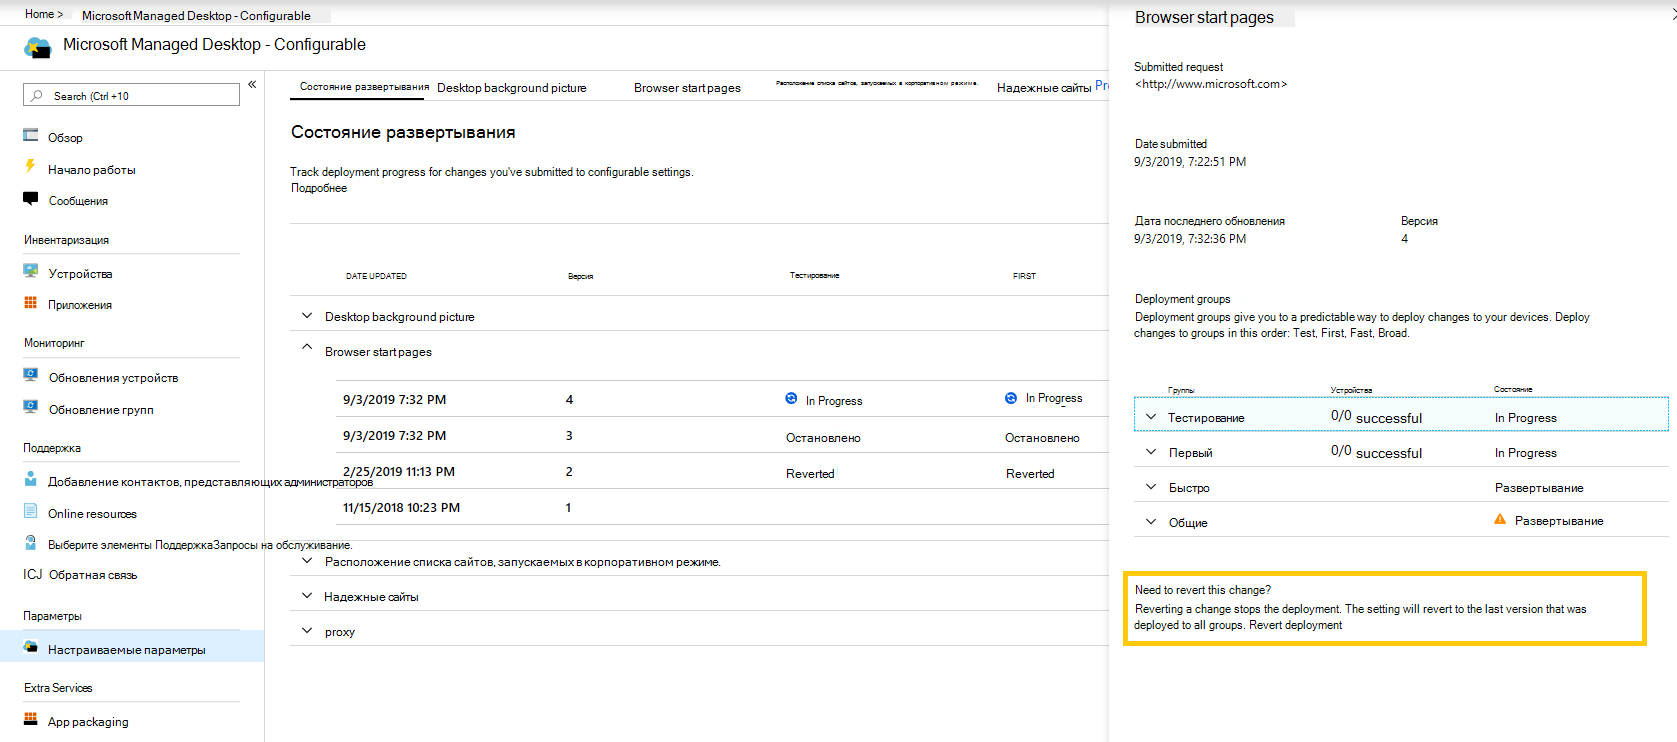 Home >
Microsoft Managed Desktop - Configurable
Microsoft Managed Desktop - Configurable
Search (Ctrl +10
«
Обзор
Начало работы
Сообщения
Инвентаризация
Устройства
Приложения
Мониторинг
Обновления устройств
Обновление групп
Поддержка
Добавление контактов, представляющих администраторов
Online resources
Выберите элементы ПоддержкаЗапросы на обслуживание.
ICJ Обратная связь
Параметры
Настраиваемые параметры
Extra Services
App packaging
Состояние развертывания
Desktop background picture
Browser start pages
Расположение списка сайтов, запускаемых в корпоративном режиме.
Надежные сайты
Pr
Состояние развертывания
Track deployment progress for changes you've submitted to configurable settings.
Подробнее
DATE UPDATED Версия Тестирование FIRST
Desktop background picture
Browser start pages
9/3/2019 7:32 PM 4 In Progress In Progress
9/3/2019 7:32 PM 3 Остановлено Остановлено
2/25/2019 11:13 PM 2 Reverted Reverted
11/15/2018 10:23 PM 1
Расположение списка сайтов, запускаемых в корпоративном режиме.
Надежные сайты
proxy
Browser start pages
Submitted request
<http://www.microsoft.com>
Date submitted
9/3/2019, 7:22:51 PM
Дата последнего обновления Версия
9/3/2019, 7:32:36 PM 4
Deployment groups
Deployment groups give you to a predictable way to deploy changes to your devices. Deploy
changes to groups in this order: Test, First, Fast, Broad.
Группы Устройства Состояние
Тестирование 0/0 successful In Progress
Первый 0/0 successful In Progress
Быстро Развертывание
Общие Развертывание
Need to revert this change?
Reverting a change stops the deployment. The setting will revert to the last version that was
deployed to all groups. Revert deployment